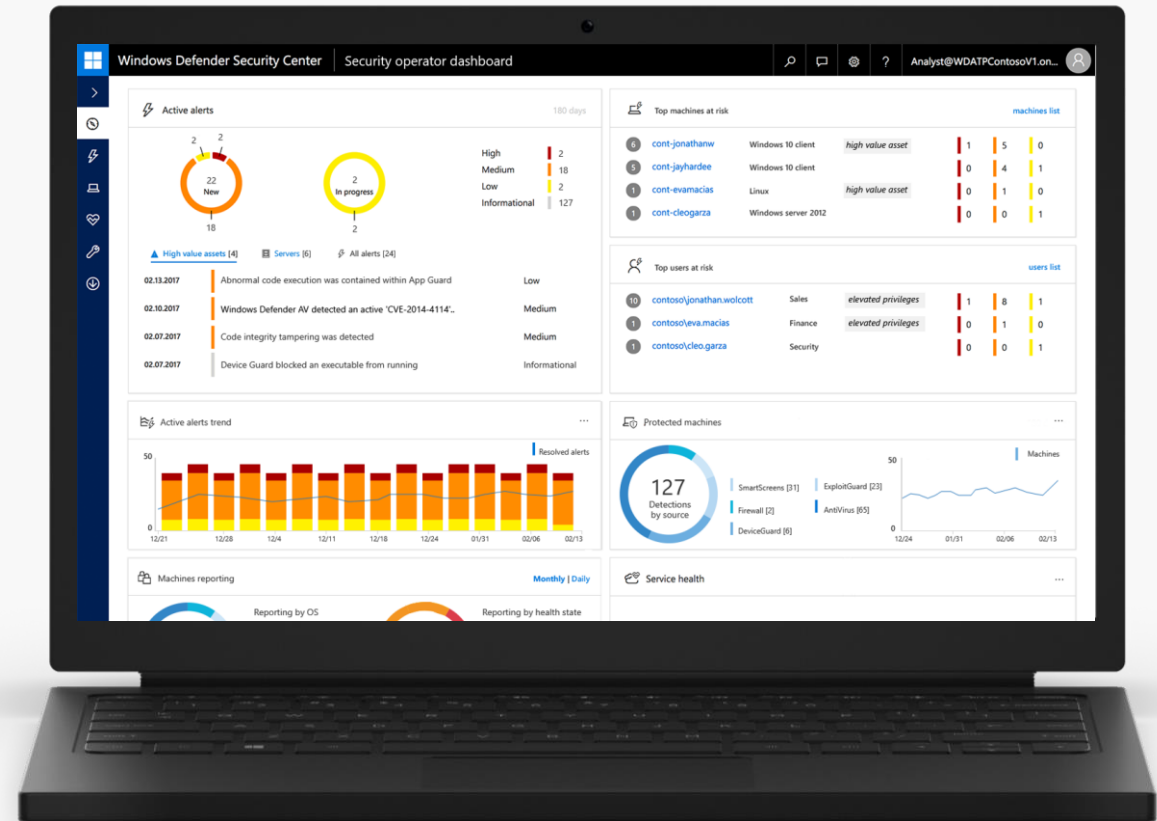 Windows Defender Security Center Security operator dashboard ? Analyst@WDATPContosoV1.on...
Active alerts 180 days
2 2
22
New
18
2
In progress
2
High 2
Medium 18
Low 2
Informational 127
High value assets [4] Servers [6] All alerts [24]
02.13.2017 Abnormal code execution was contained within App Guard Low
02.10.2017 Windows Defender AV detected an active 'CVE-2014-4114'.. Medium
02.07.2017 Code integrity tampering was detected Medium
02.07.2017 Device Guard blocked an executable from running Informational
Top machines at risk machines list
6 cont-jonathanw Windows 10 client high value asset 1 5 0
5 cont-jayhardee Windows 10 client 0 4 1
1 cont-evamacias Linux high value asset 0 1 0
1 cont-cleogarza Windows server 2012 0 0 1
Top users at risk users list
10 contoso\jonathan.wolcott Sales elevated privileges 1 8 1
1 contoso\eva.macias Finance elevated privileges 0 1 0
1 contoso\cleo.garza Security 0 0 1
Active alerts trend ...
Resolved alerts
50
0
12/21 12/28 12/4 12/11 12/18 12/24 01/31 02/06 02/13
Protected machines ...
127
Detections
by source
SmartScreens [31] ExploitGuard [23]
Firewall [2] AntiVirus [65]
DeviceGuard [6]
Machines
50
0
12/24 01/31 02/06 02/13
Machines reporting Monthly | Daily
Reporting by OS Reporting by health state
Service health ...